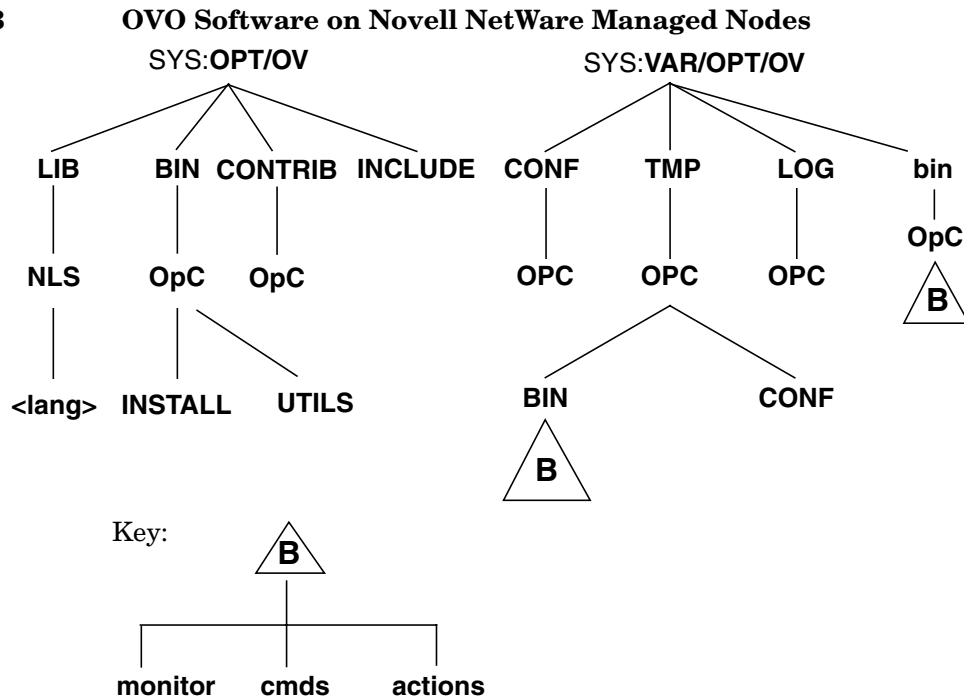 3 OVO Software on Novell NetWare Managed Nodes
SYS:OPT/OV SYS:VAR/OPT/OV
LIB BIN CONTRIB INCLUDE CONF TMP LOG bin
OpC
NLS OpC OpC OPC OPC OPC
B
<lang> INSTALL UTILS BIN CONF
B
Key:
B
monitor cmds actions